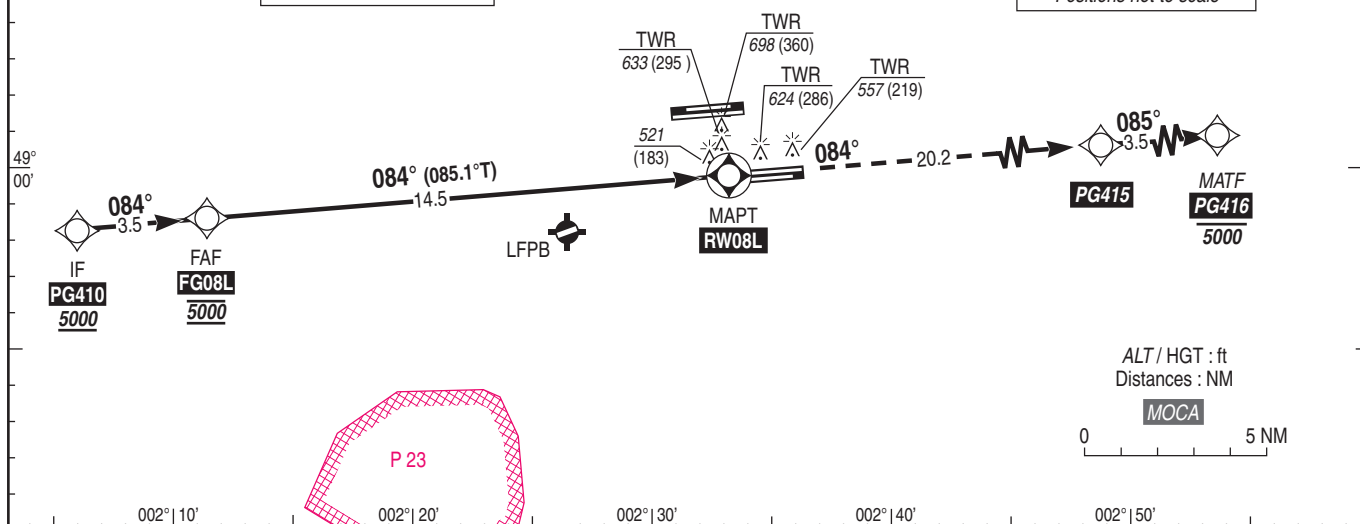 Positions not to scale
TWR
698 (360)
TWR
633 (295 )
TWR
624 (286)
TWR
557 (219)
521
(183)
49°
00'
084°
3.5
084° (085.1°T)
14.5
084°
20.2
085°
3.5
IF
PG410
5000
FAF
FG08L
5000
LFPB
MAPT
RW08L
PG415
MATF
PG416
5000
P 23
ALT / HGT : ft
Distances : NM
MOCA
0 5 NM
002° 10' 002° 20' 002° 30' 002° 40' 002° 50'